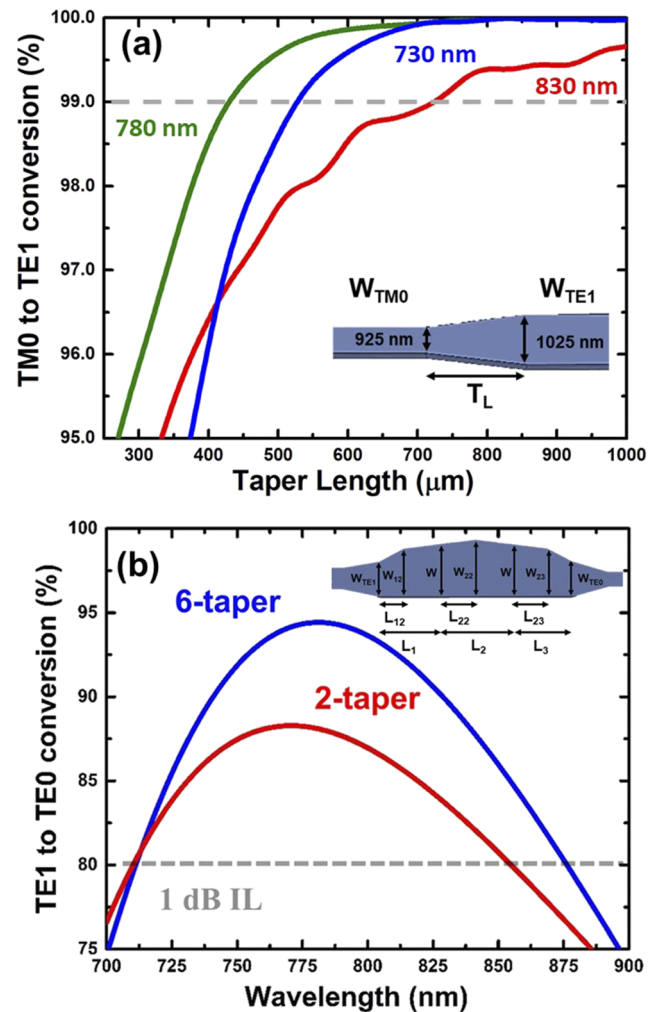 (a)
TM0 to TE1 conversion (%)
100.0
99.0
98.0
97.0
96.0
95.0
730 nm
830 nm
780 nm
W_TM0
W_TE1
925 nm
1025 nm
T_L
300 400 500 600 700 800 900 1000
Taper Length (μm)
(b)
TE1 to TE0 conversion (%)
100
95
90
85
80
75
6-taper
2-taper
W_TE1 W_12 W W_22 W W_23 W_TE0
L_12 L_22 L_23
L_1 L_2 L_3
1 dB IL
700 725 750 775 800 825 850 875 900
Wavelength (nm)